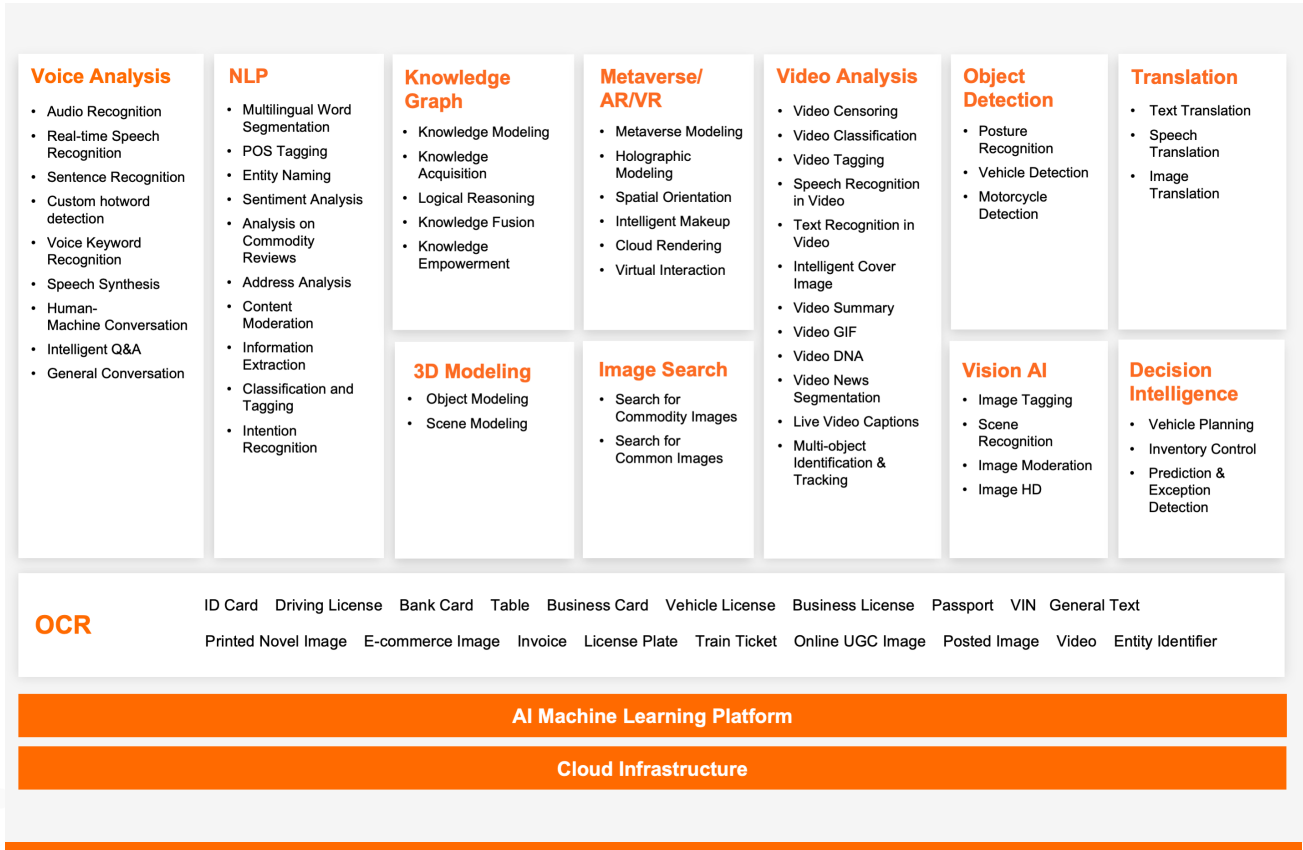 Voice Analysis
Audio Recognition
Real-time Speech
Recognition
Sentence Recognition
Custom hotword
detection
Voice Keyword
Recognition
Speech Synthesis
Human-
Machine Conversation
Intelligent Q&A
General Conversation
NLP
Multilingual Word
Segmentation
POS Tagging
Entity Naming
Sentiment Analysis
Analysis on
Commodity
Reviews
Address Analysis
Content
Moderation
Information
Extraction
Classification and
Tagging
Intention
Recognition
Knowledge
Graph
Knowledge Modeling
Knowledge
Acquisition
Logical Reasoning
Knowledge Fusion
Knowledge
Empowerment
3D Modeling
Object Modeling
Scene Modeling
Metaverse/
AR/VR
Metaverse Modeling
Holographic
Modeling
Spatial Orientation
Intelligent Makeup
Cloud Rendering
Virtual Interaction
Image Search
Search for
Commodity Images
Search for
Common Images
Video Analysis
Video Censoring
Video Classification
Video Tagging
Speech Recognition
in Video
Text Recognition in
Video
Intelligent Cover
Image
Video Summary
Video GIF
Video DNA
Video News
Segmentation
Live Video Captions
Multi-object
Identification &
Tracking
Object
Detection
Posture
Recognition
Vehicle Detection
Motorcycle
Detection
Vision AI
Image Tagging
Scene
Recognition
Image Moderation
Image HD
Translation
Text Translation
Speech
Translation
Image
Translation
Decision
Intelligence
Vehicle Planning
Inventory Control
Prediction &
Exception
Detection
OCR
ID Card Driving License Bank Card Table Business Card Vehicle License Business License Passport VIN General Text
Printed Novel Image E-commerce Image Invoice License Plate Train Ticket Online UGC Image Posted Image Video Entity Identifier
AI Machine Learning Platform
Cloud Infrastructure